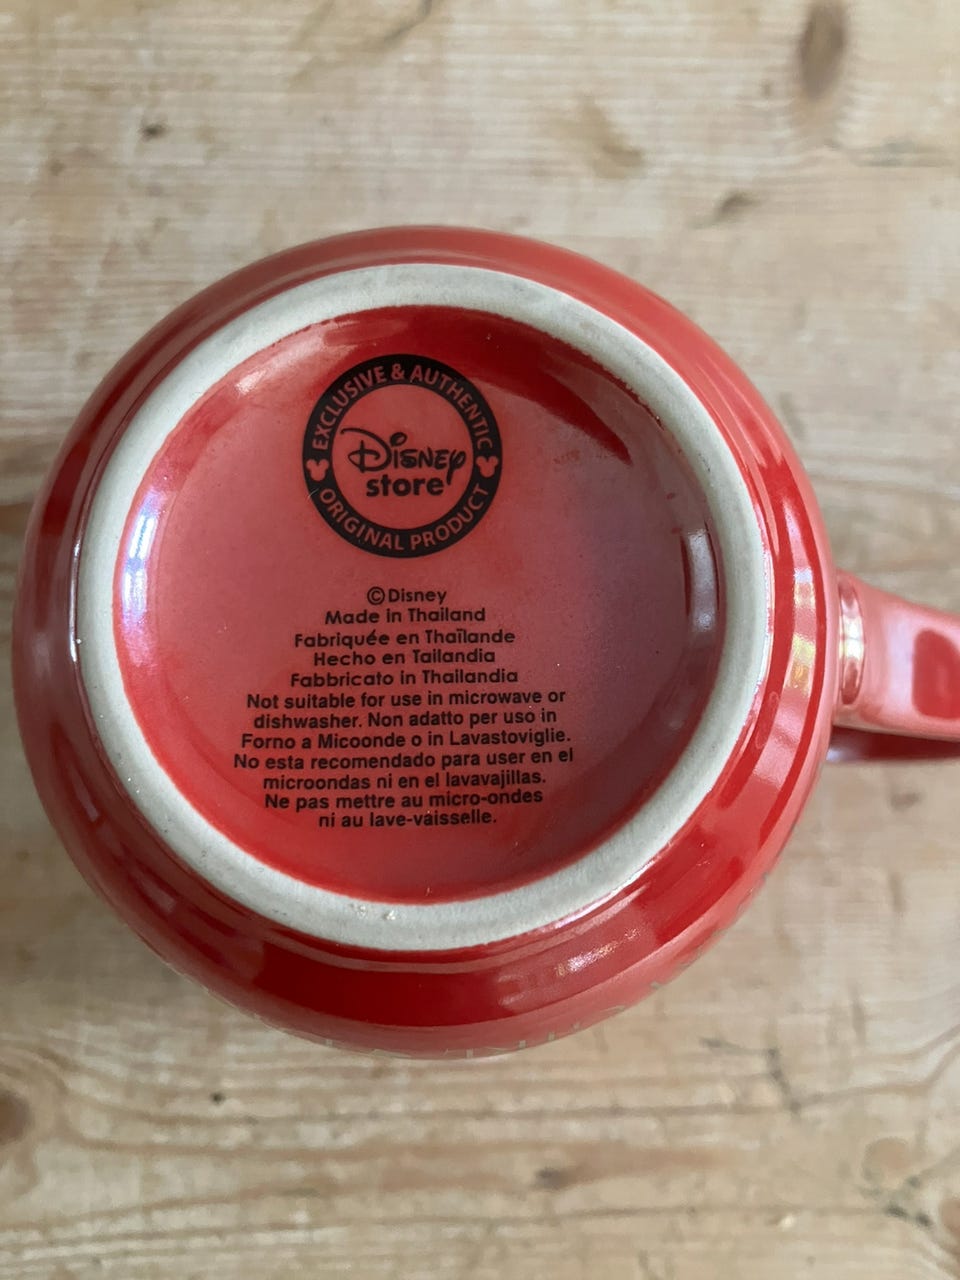 EXCLUSIVE & AUTHENTIC
Disney
store
ORIGINAL PRODUCT
©Disney
Made in Thailand
Fabriquée en Thaïlande
Hecho en Tailandia
Fabbricato in Thailandia
Not suitable for use in microwave or
dishwasher. Non adatto per uso in
Forno a Micoonde o in Lavastoviglie.
No esta recomendado para user en el
microondas ni en el lavavajillas.
Ne pas mettre au micro-ondes
ni au lave-vaisselle.